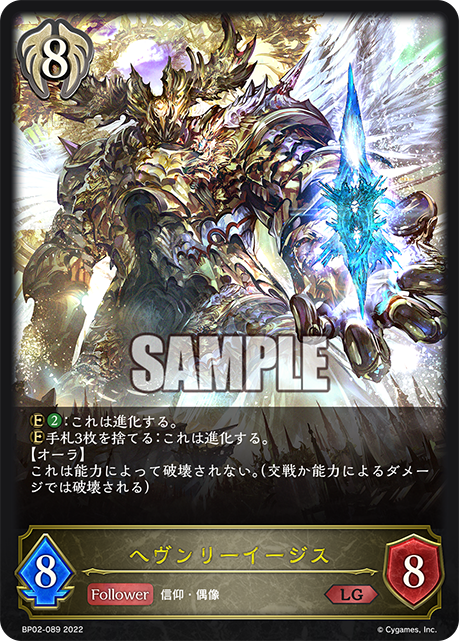 8
SAMPLE
E 2:これは進化する。
E 手札3枚を捨てる:これは進化する。
【オーラ】
これは能力によって破壊されない。(交戦か能力によるダメー
ジでは破壊される)
ヘヴンリーイージス
8
Follower 信仰・偶像
LG
8
BP02-089 2022
© Cygames, Inc.